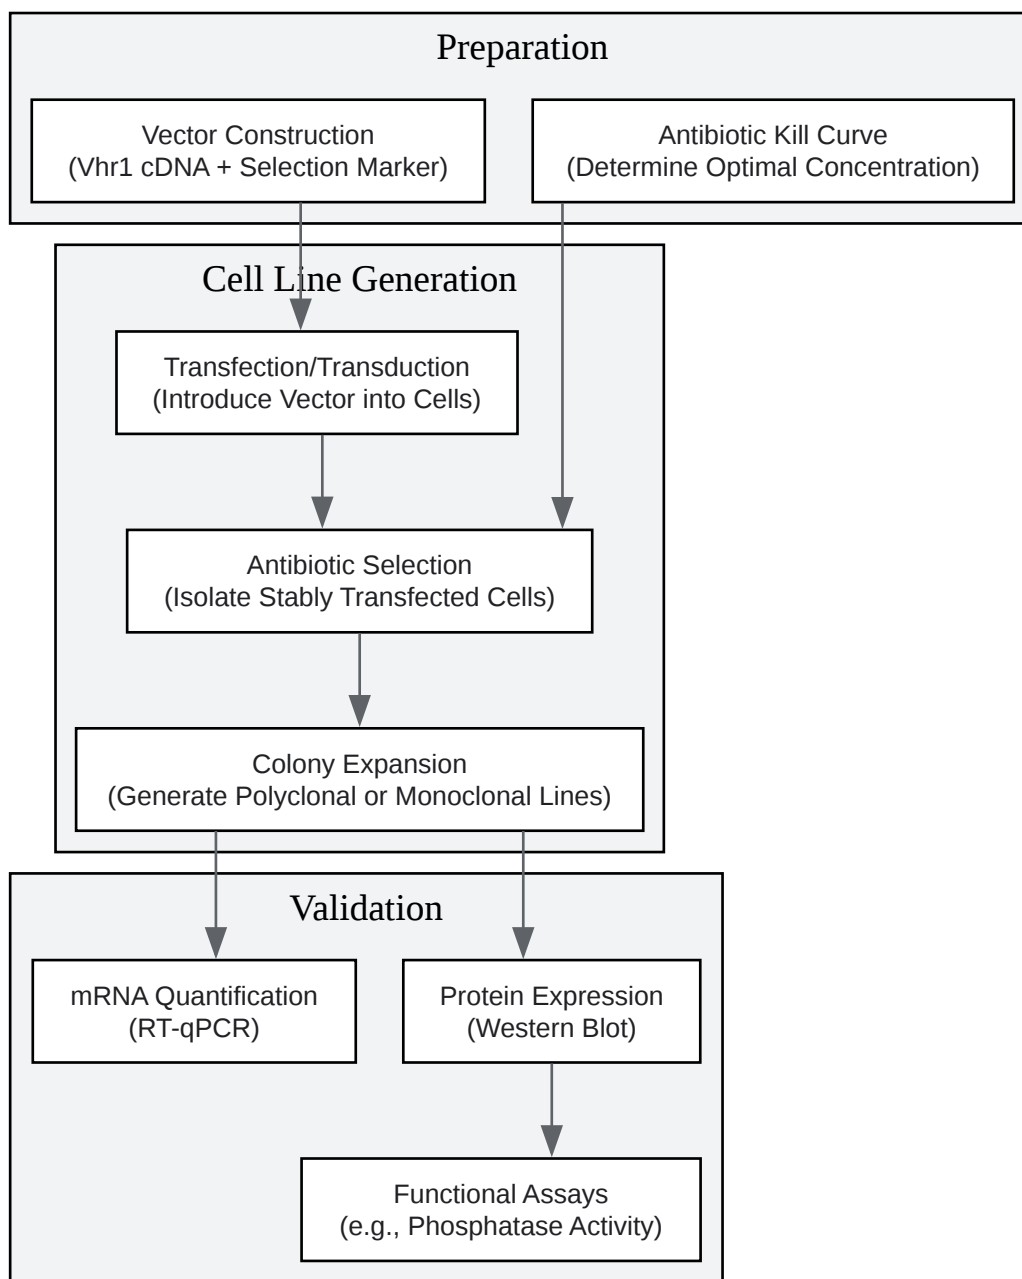 Preparation
Vector Construction
(Vhr1 cDNA + Selection Marker)
Antibiotic Kill Curve
(Determine Optimal Concentration)
Cell Line Generation
Transfection/Transduction
(Introduce Vector into Cells)
Antibiotic Selection
(Isolate Stably Transfected Cells)
Colony Expansion
(Generate Polyclonal or Monoclonal Lines)
Validation
mRNA Quantification
(RT-qPCR)
Protein Expression
(Western Blot)
Functional Assays
(e.g., Phosphatase Activity)